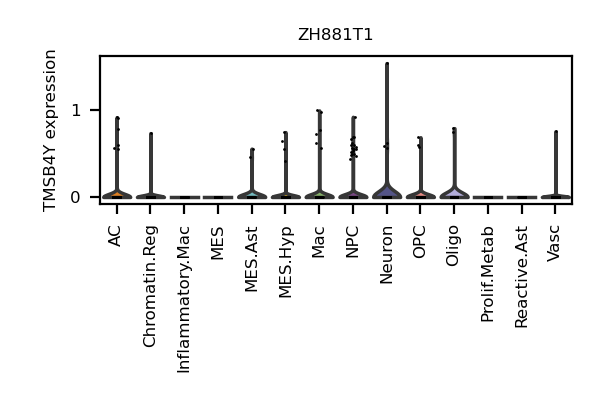 ZH881T1
TMSB4Y expression
1
0
AC
Chromatin.Reg
Inflammatory.Mac
MES
MES.Ast
MES.Hyp
Mac
NPC
Neuron
OPC
Oligo
Prolif.Metab
Reactive.Ast
Vasc